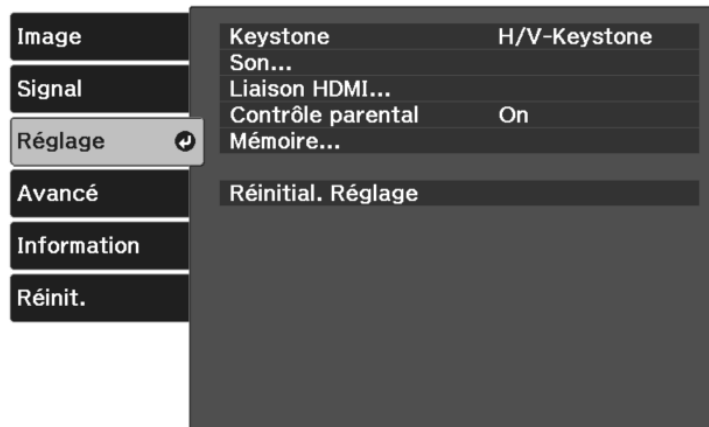 Image
Signal
Réglage
Avancé
Information
Réinit.
Keystone H/V-Keystone
Son...
Liaison HDMI...
Contrôle parental On
Mémoire...
Réinitial. Réglage